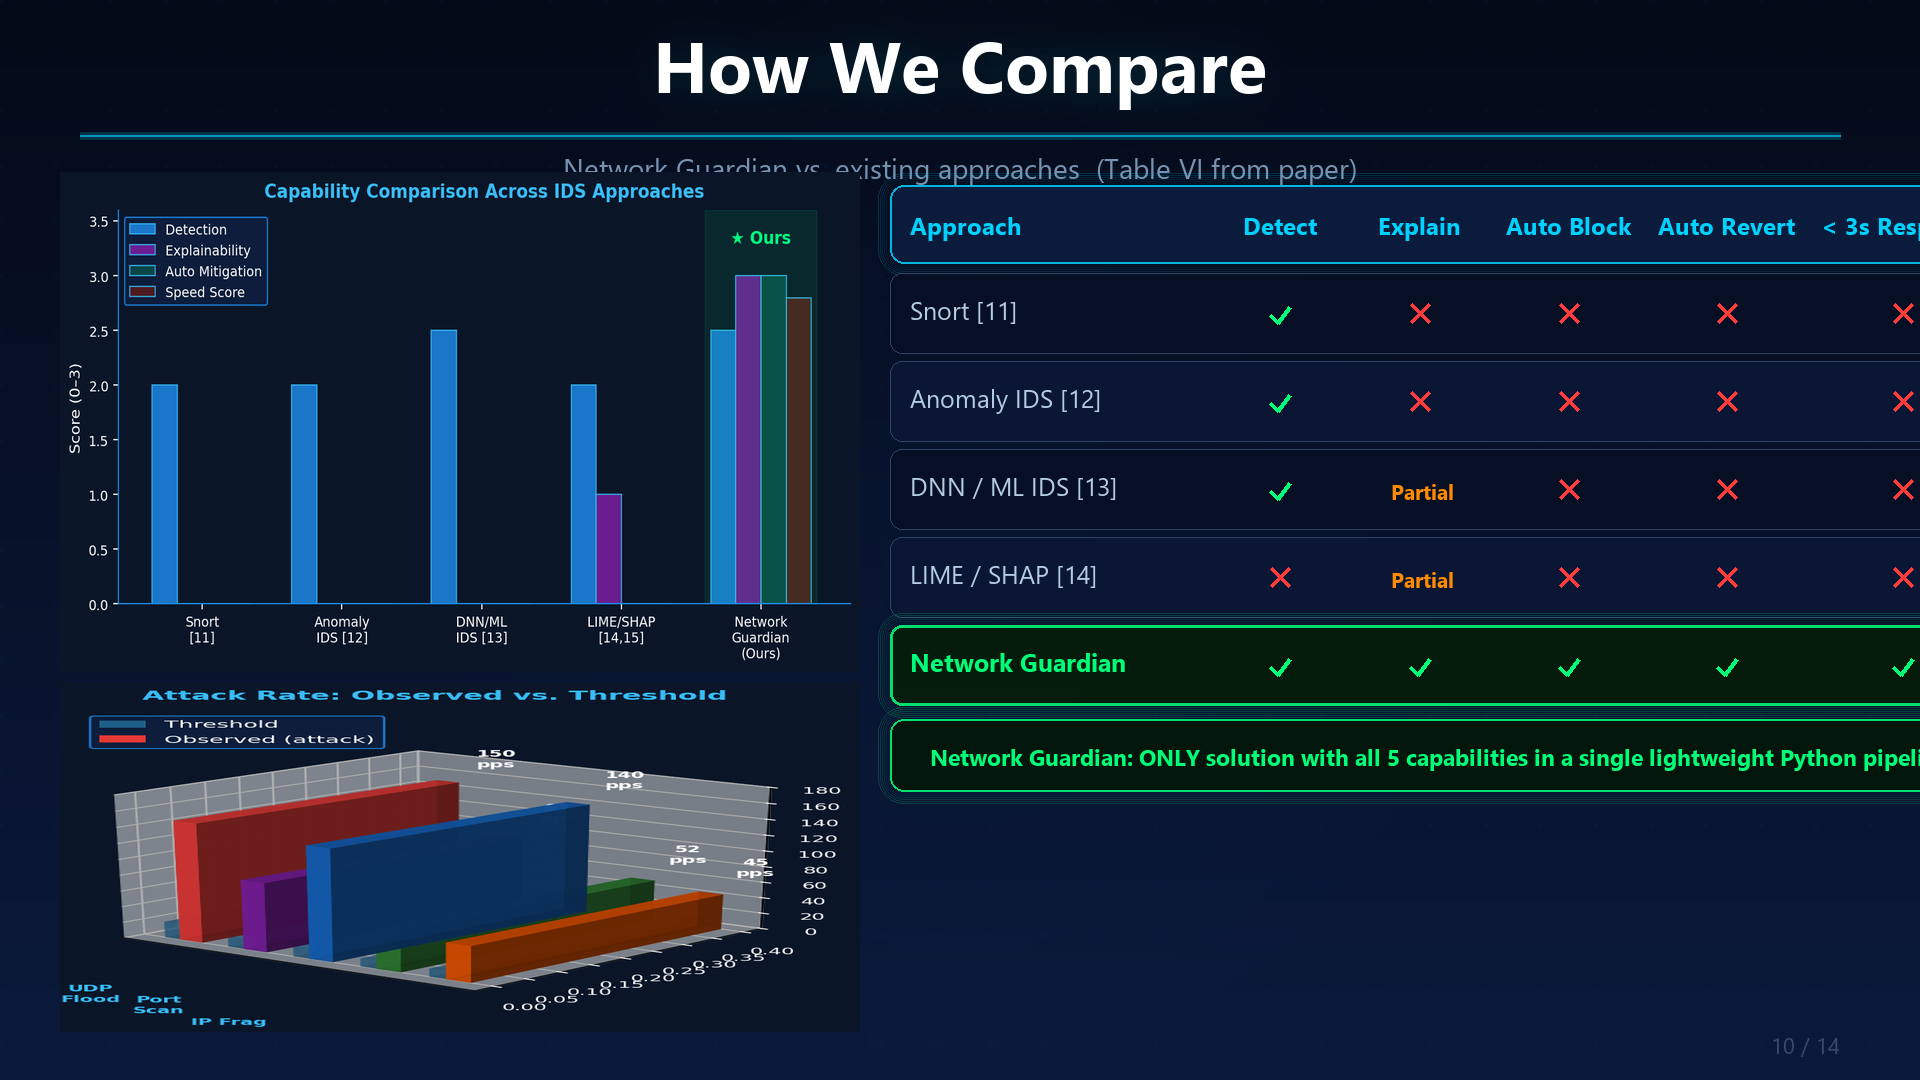 How We Compare
Network Guardian vs. existing approaches (Table VI from paper)
Capability Comparison Across IDS Approaches
Detection
Explainability
Auto Mitigation
Speed Score
★ Ours
Score (0–3)
3.5
3.0
2.5
2.0
1.5
1.0
0.5
0.0
Snort
[11]
Anomaly
IDS [12]
DNN/ML
IDS [13]
LIME/SHAP
[14,15]
Network
Guardian
(Ours)
Attack Rate: Observed vs. Threshold
Threshold
Observed (attack)
150
pps
140
pps
52
pps
45
pps
180
160
140
120
100
80
60
40
20
0
0.00
0.05
0.10
0.15
0.20
0.25
0.30
0.35
0.40
UDP
Flood
Port
Scan
IP Frag
Approach Detect Explain Auto Block Auto Revert < 3s Resp
Snort [11] ✓ ✕ ✕ ✕ ✕
Anomaly IDS [12] ✓ ✕ ✕ ✕ ✕
DNN / ML IDS [13] ✓ Partial ✕ ✕ ✕
LIME / SHAP [14] ✕ Partial ✕ ✕ ✕
Network Guardian ✓ ✓ ✓ ✓ ✓
Network Guardian: ONLY solution with all 5 capabilities in a single lightweight Python pipeli
10 / 14